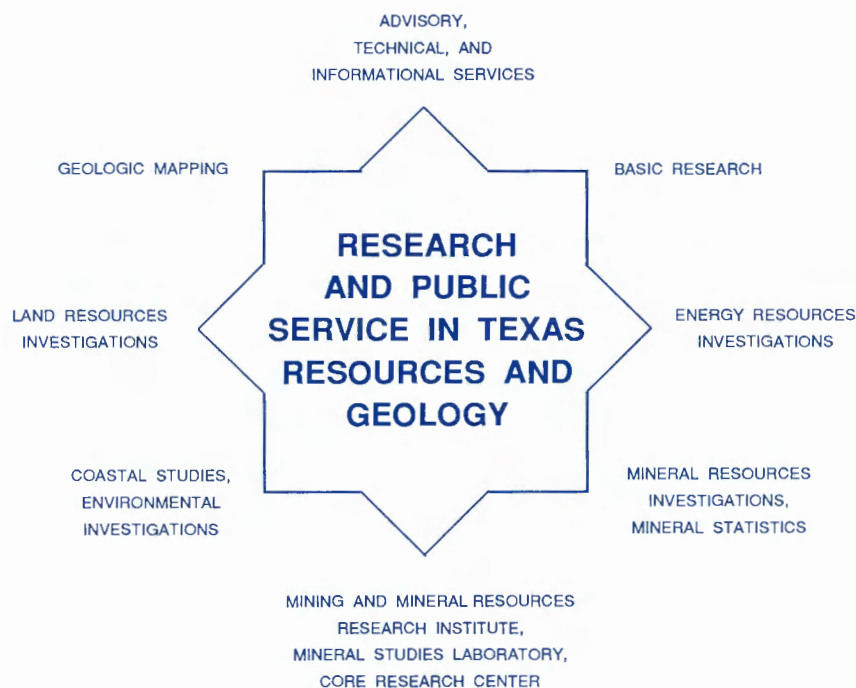 ADVISORY,
TECHNICAL, AND
INFORMATIONAL SERVICES
GEOLOGIC MAPPING
BASIC RESEARCH
RESEARCH
AND PUBLIC
SERVICE IN TEXAS
RESOURCES AND
GEOLOGY
LAND RESOURCES
INVESTIGATIONS
ENERGY RESOURCES
INVESTIGATIONS
COASTAL STUDIES,
ENVIRONMENTAL
INVESTIGATIONS
MINERAL RESOURCES
INVESTIGATIONS,
MINERAL STATISTICS
MINING AND MINERAL RESOURCES
RESEARCH INSTITUTE,
MINERAL STUDIES LABORATORY,
CORE RESEARCH CENTER